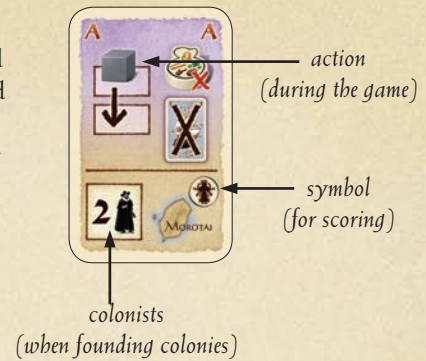 A A
action
(during the game)
2
MOROTAI
symbol
(for scoring)
colonists
(when founding colonies)
d
d